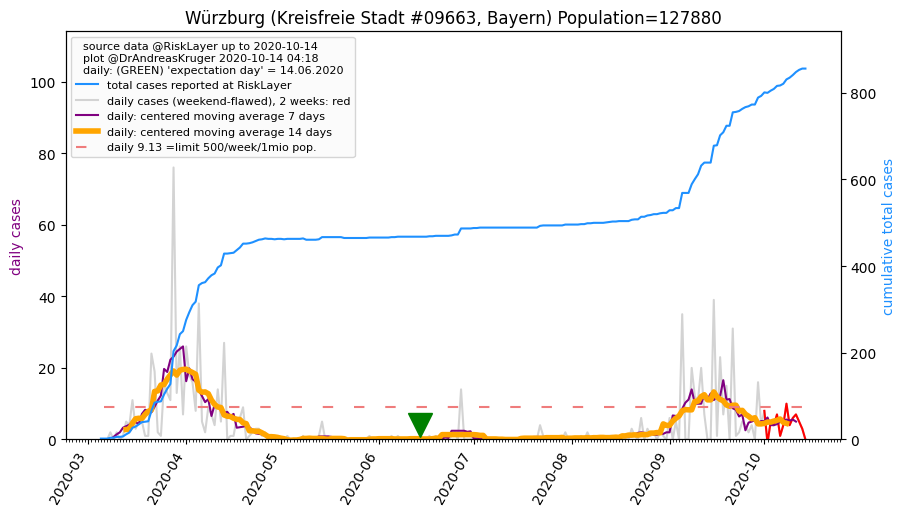 Würzburg (Kreisfreie Stadt #09663, Bayern) Population=127880
source data @RiskLayer up to 2020-10-14
plot @DrAndreasKruger 2020-10-14 04:18
daily: (GREEN) 'expectation day' = 14.06.2020
total cases reported at RiskLayer
daily cases (weekend-flawed), 2 weeks: red
daily: centered moving average 7 days
daily: centered moving average 14 days
daily 9.13 =limit 500/week/1mio pop.
daily cases
100
80
60
40
20
0
cumulative total cases
800
600
400
200
0
2020-03
2020-04
2020-05
2020-06
2020-07
2020-08
2020-09
2020-10